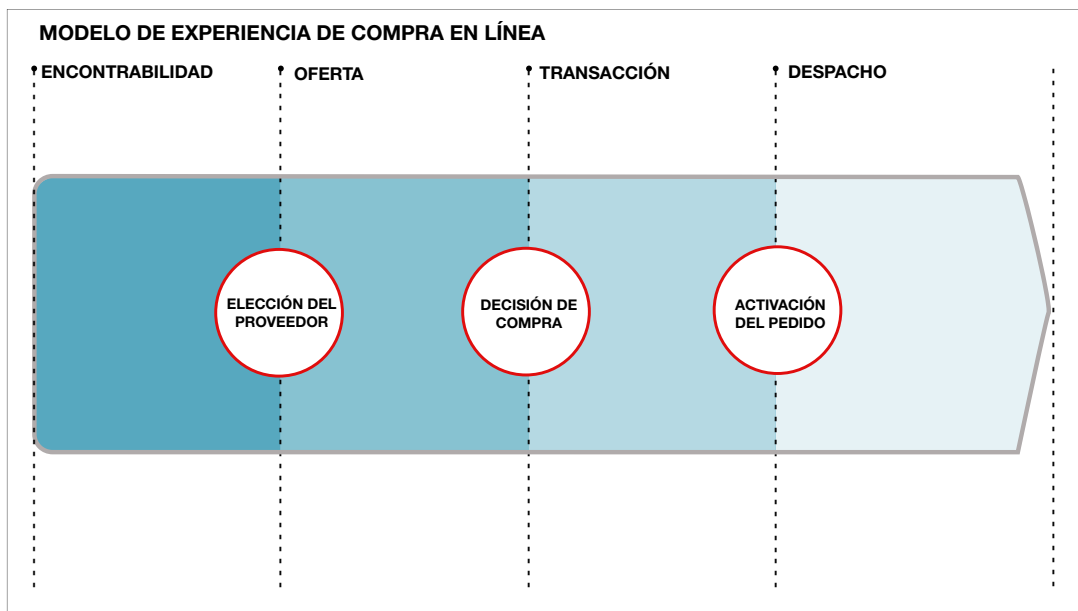 MODELO DE EXPERIENCIA DE COMPRA EN LÍNEA
ENCONTRABILIDAD
OFERTA
TRANSACCIÓN
DESPACHO
ELECCIÓN DEL
PROVEEDOR
DECISIÓN DE
COMPRA
ACTIVACIÓN
DEL PEDIDO